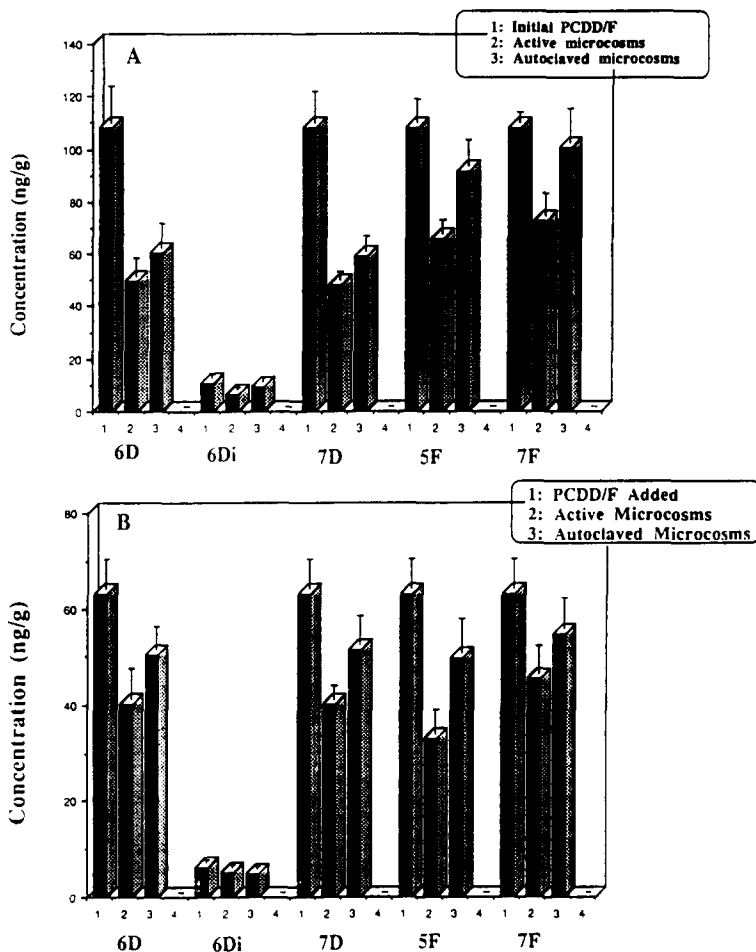 1: Initial PCDD/F
2: Active microcosms
3: Autoclaved microcosms
A
Concentration (ng/g)
140
120
100
80
60
40
20
0
1 2 3 4 1 2 3 4 1 2 3 4 1 2 3 4 1 2 3 4
6D 6Di 7D 5F 7F
1: PCDD/F Added
2: Active Microcosms
3: Autoclaved Microcosms
B
Concentration (ng/g)
80
60
40
20
0
1 2 3 4 1 2 3 4 1 2 3 4 1 2 3 4 1 2 3 4
6D 6Di 7D 5F 7F